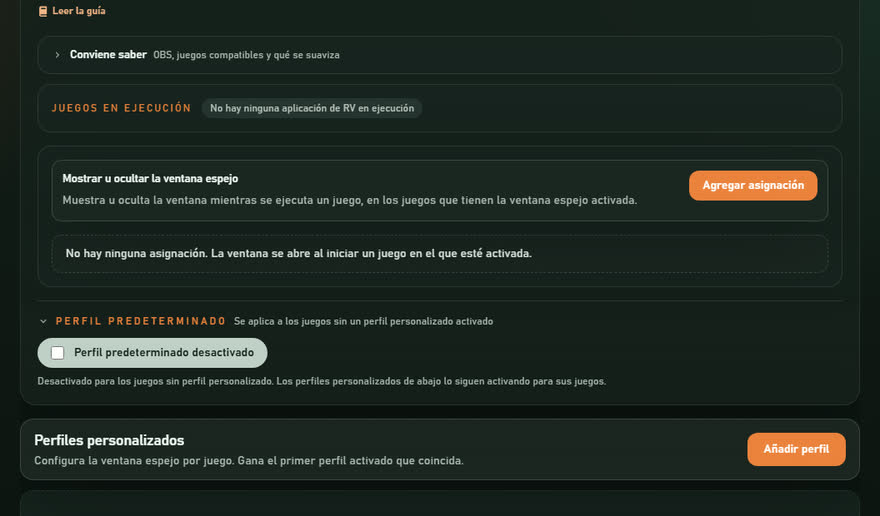 Leer la guía
Conviene saber OBS, juegos compatibles y qué se suaviza
JUEGOS EN EJECUCIÓN No hay ninguna aplicación de RV en ejecución
Mostrar u ocultar la ventana espejo
Muestra u oculta la ventana mientras se ejecuta un juego, en los juegos que tienen la ventana espejo activada.
Agregar asignación
No hay ninguna asignación. La ventana se abre al iniciar un juego en el que esté activada.
PERFIL PREDETERMINADO Se aplica a los juegos sin un perfil personalizado activado
Perfil predeterminado desactivado
Desactivado para los juegos sin perfil personalizado. Los perfiles personalizados de abajo lo siguen activando para sus juegos.
Perfiles personalizados
Configura la ventana espejo por juego. Gana el primer perfil activado que coincida.
Añadir perfil